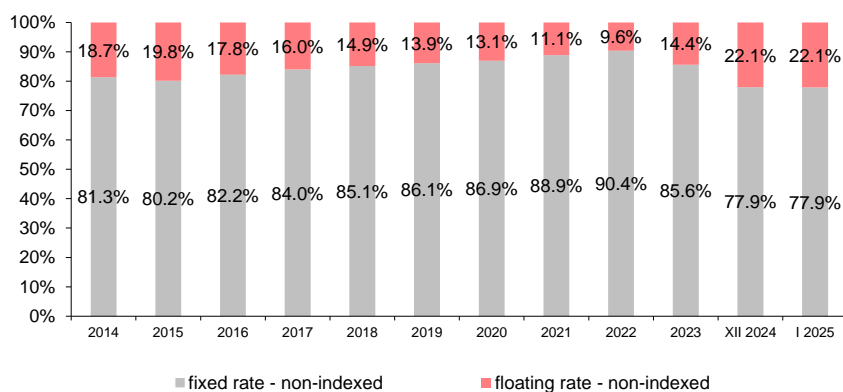 100%
90%
80%
70%
60%
50%
40%
30%
20%
10%
0%
18.7% 19.8% 17.8% 16.0% 14.9% 13.9% 13.1% 11.1% 9.6% 14.4% 22.1% 22.1%
81.3% 80.2% 82.2% 84.0% 85.1% 86.1% 86.9% 88.9% 90.4% 85.6% 77.9% 77.9%
2014 2015 2016 2017 2018 2019 2020 2021 2022 2023 XII 2024 I 2025
fixed rate - non-indexed floating rate - non-indexed